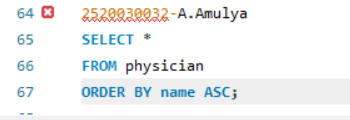 64 2520030032-A.Amulya
65 SELECT *
66 FROM physician
67 ORDER BY name ASC;